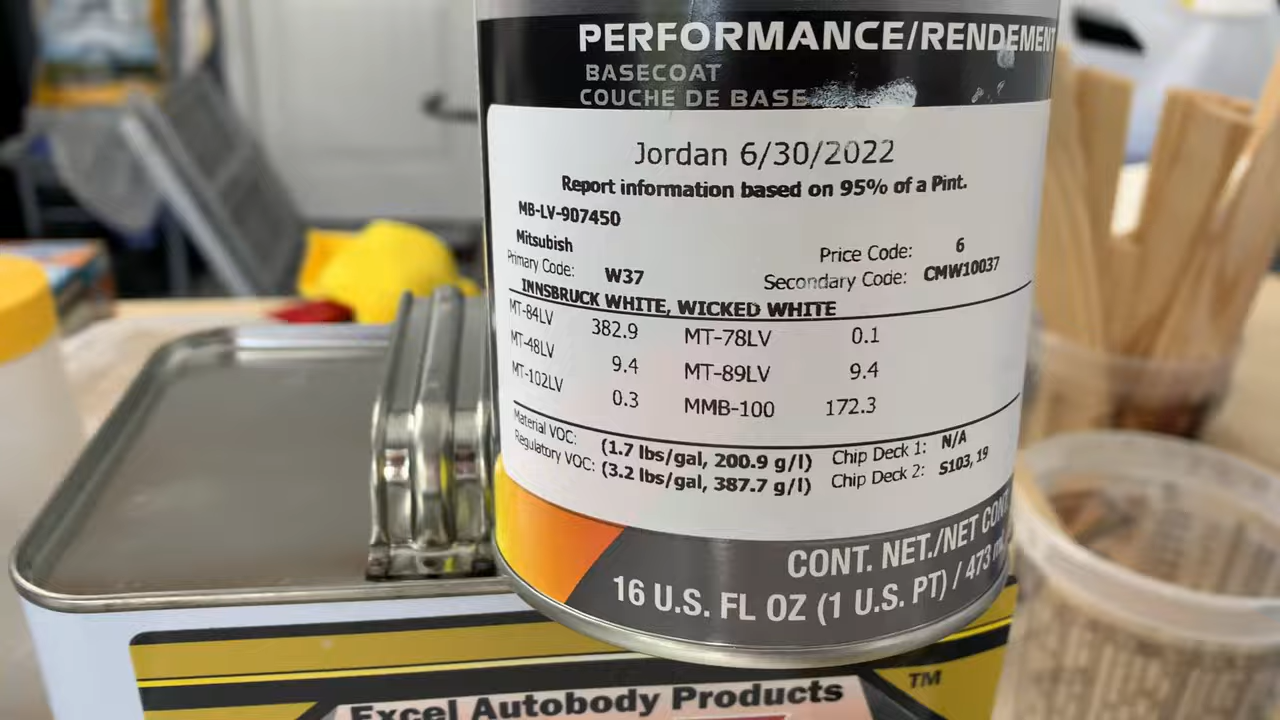 PERFORMANCE/RENDEMENT
BASECOAT
COUCHE DE BASE
Jordan 6/30/2022
Report information based on 95% of a Pint.
MB-LV-907450
Mitsubish
Price Code: 6
Primary Code: W37
Secondary Code: CMW10037
INNSBRUCK WHITE, WICKED WHITE
MT-84LV 382.9 MT-78LV 0.1
MT-48LV 9.4 MT-89LV 9.4
MT-102LV 0.3 MMB-100 172.3
Material VOC: (1.7 lbs/gal, 200.9 g/l) Chip Deck 1: N/A
Regulatory VOC: (3.2 lbs/gal, 387.7 g/l) Chip Deck 2: S103, 19
CONT. NET./NET CONT
16 U.S. FL OZ (1 U.S. PT) / 473 m
TM
Excel Autobody Products